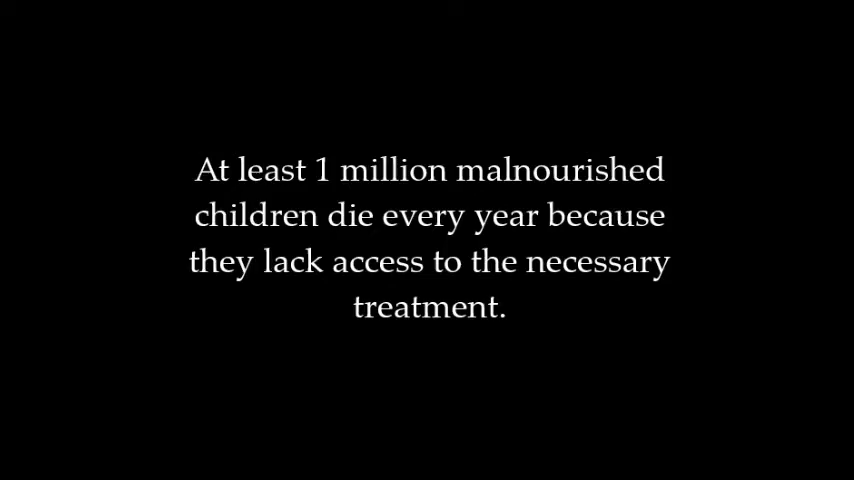 At least 1 million malnourished
children die every year because
they lack access to the necessary
treatment.